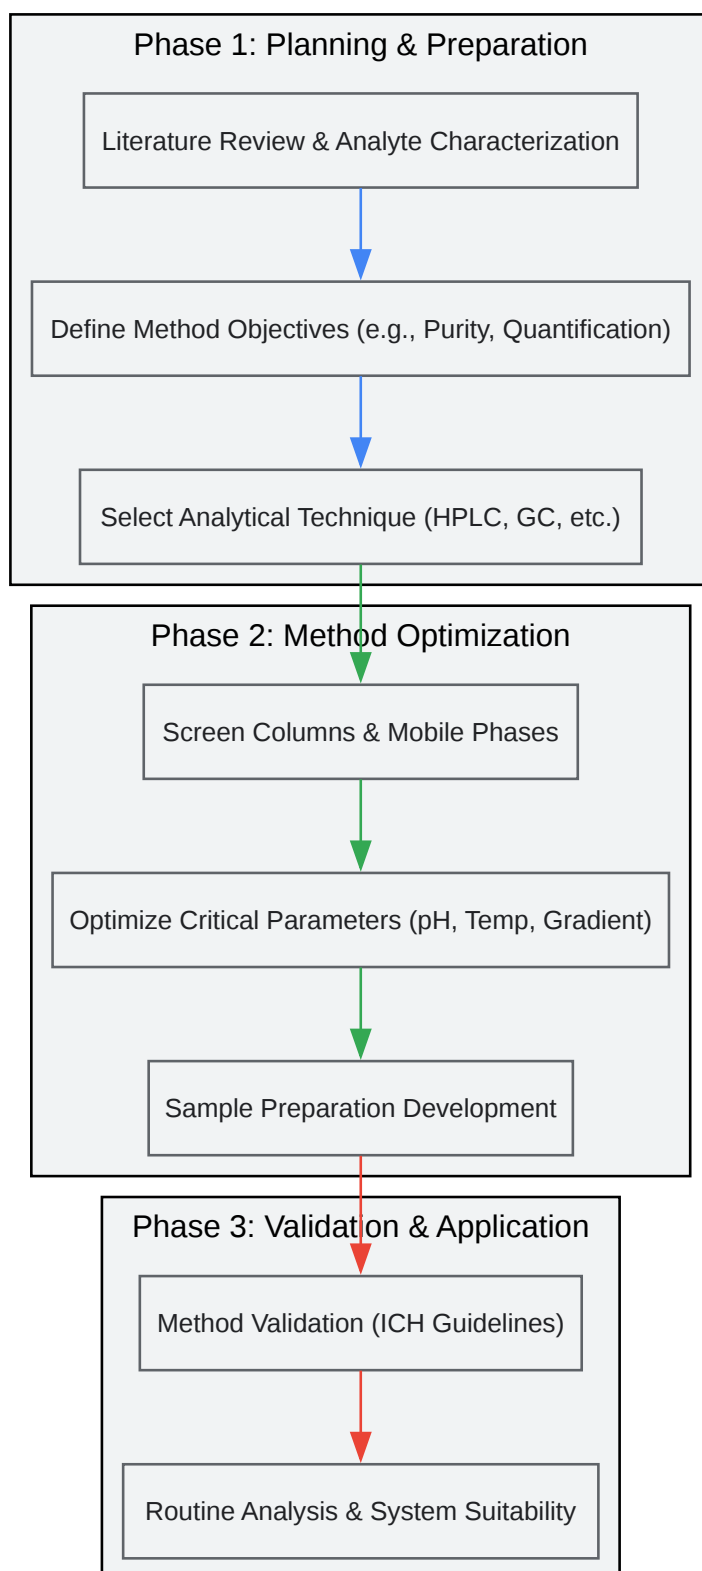 Phase 1: Planning & Preparation
Literature Review & Analyte Characterization
Define Method Objectives (e.g., Purity, Quantification)
Select Analytical Technique (HPLC, GC, etc.)
Phase 2: Method Optimization
Screen Columns & Mobile Phases
Optimize Critical Parameters (pH, Temp, Gradient)
Sample Preparation Development
Phase 3: Validation & Application
Method Validation (ICH Guidelines)
Routine Analysis & System Suitability